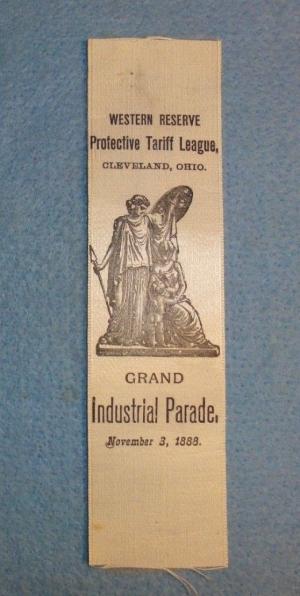 WESTERN RESERVE
Protective Tariff League,
CLEVELAND, OHIO.
GRAND
Industrial Parade,
November 3, 1888.